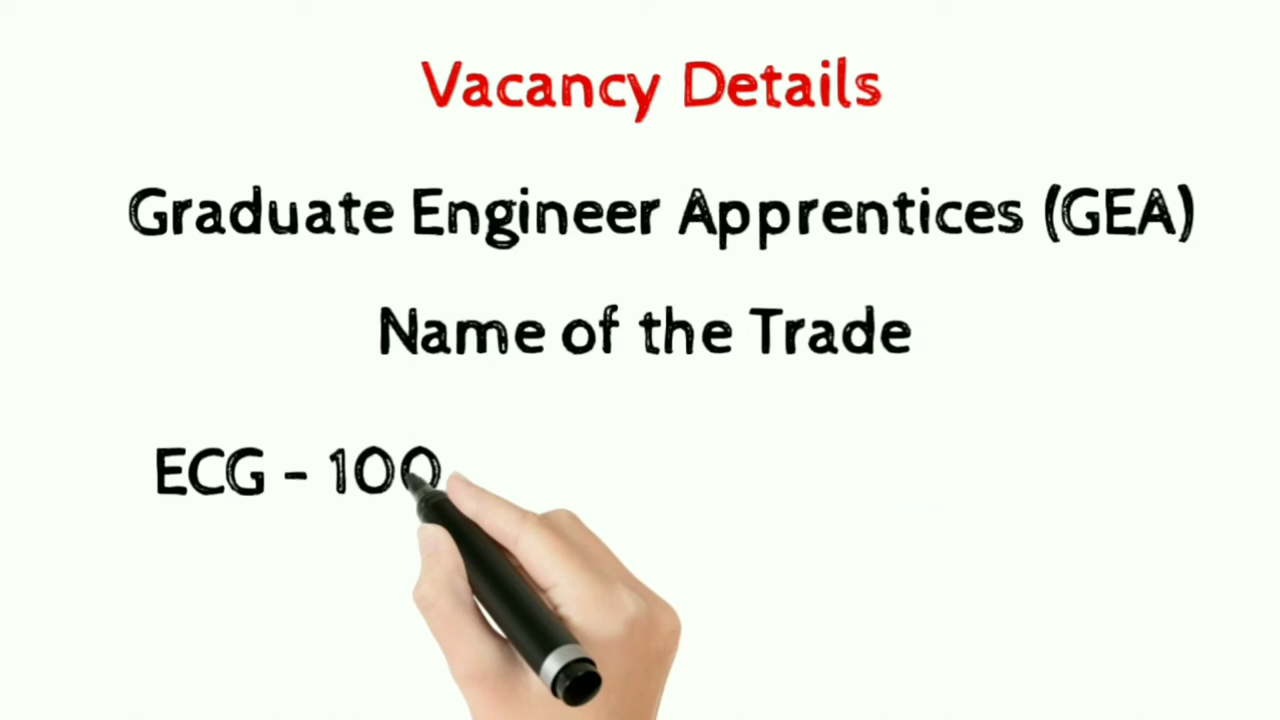 Vacancy Details
Graduate Engineer Apprentices (GEA)
Name of the Trade
ECG - 100